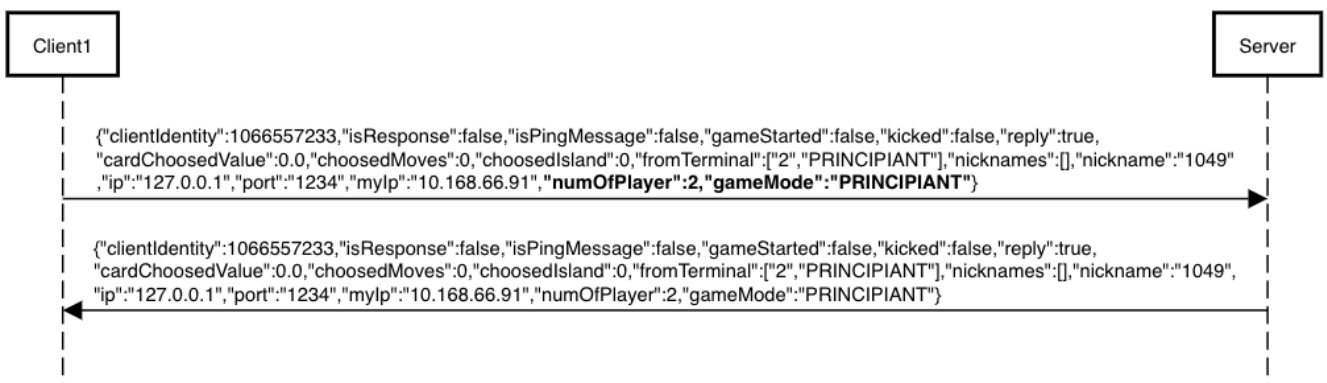 Client1
Server
{"clientIdentity":1066557233,"isResponse":false,"isPingMessage":false,"gameStarted":false,"kicked":false,"reply":true,
"cardChoosedValue":0.0,"choosedMoves":0,"choosedIsland":0,"fromTerminal":["2","PRINCIPIANT"],"nicknames":[],"nickname":"1049"
,"ip":"127.0.0.1","port":"1234","myIp":"10.168.66.91","numOfPlayer":2,"gameMode":"PRINCIPIANT"}
{"clientIdentity":1066557233,"isResponse":false,"isPingMessage":false,"gameStarted":false,"kicked":false,"reply":true,
"cardChoosedValue":0.0,"choosedMoves":0,"choosedIsland":0,"fromTerminal":["2","PRINCIPIANT"],"nicknames":[],"nickname":"1049",
"ip":"127.0.0.1","port":"1234","myIp":"10.168.66.91","numOfPlayer":2,"gameMode":"PRINCIPIANT"}